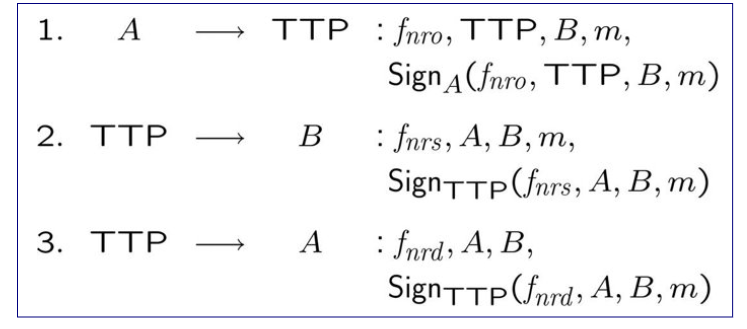 1. A ⟶ TTP : f_nro, TTP, B, m,
Sign_A(f_nro, TTP, B, m)
2. TTP ⟶ B : f_nrs, A, B, m,
Sign_TTP(f_nrs, A, B, m)
3. TTP ⟶ A : f_nrd, A, B,
Sign_TTP(f_nrd, A, B, m)